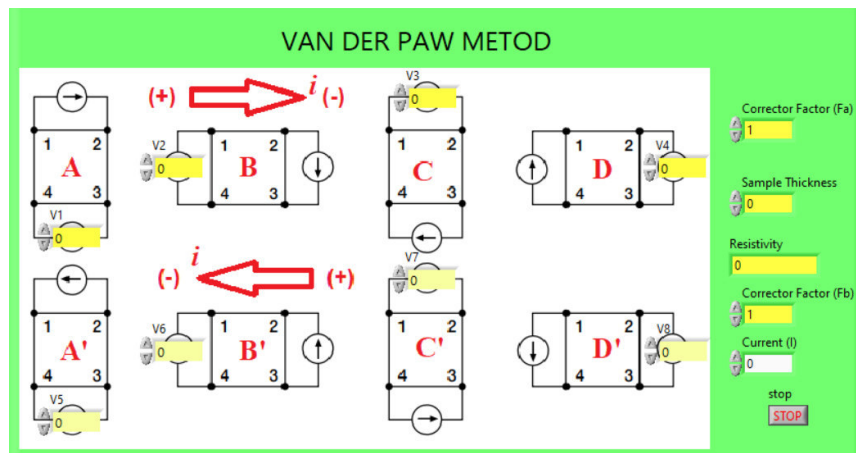 VAN DER PAW METOD
(+) i (-)
V3
0
1 2
A
4 3
V1
0
V2
0
1 2
B
4 3
1 2
C
4 3
1 2
D
4 3
V4
0
(-) i (+)
V7
0
1 2
A'
4 3
V5
0
V6
0
1 2
B'
4 3
1 2
C'
4 3
1 2
D'
4 3
V8
0
Corrector Factor (Fa)
1
Sample Thickness
0
Resistivity
0
Corrector Factor (Fb)
1
Current (I)
0
stop
STOP